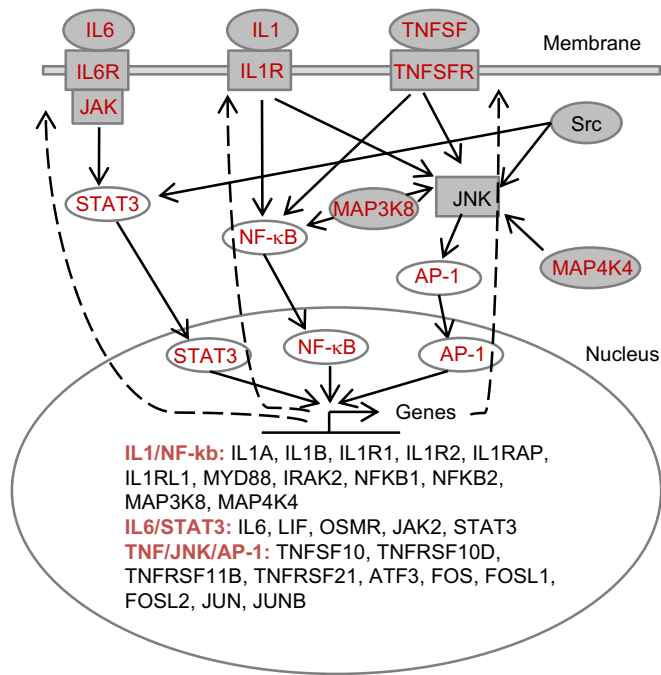 IL6
IL1
TNFSF
Membrane
IL6R
IL1R
TNFSFR
JAK
Src
STAT3
MAP3K8
JNK
NF-κB
AP-1
MAP4K4
STAT3
NF-κB
AP-1
Nucleus
Genes
IL1/NF-kb: IL1A, IL1B, IL1R1, IL1R2, IL1RAP,
IL1RL1, MYD88, IRAK2, NFKB1, NFKB2,
MAP3K8, MAP4K4
IL6/STAT3: IL6, LIF, OSMR, JAK2, STAT3
TNF/JNK/AP-1: TNFSF10, TNFRSF10D,
TNFRSF11B, TNFRSF21, ATF3, FOS, FOSL1,
FOSL2, JUN, JUNB